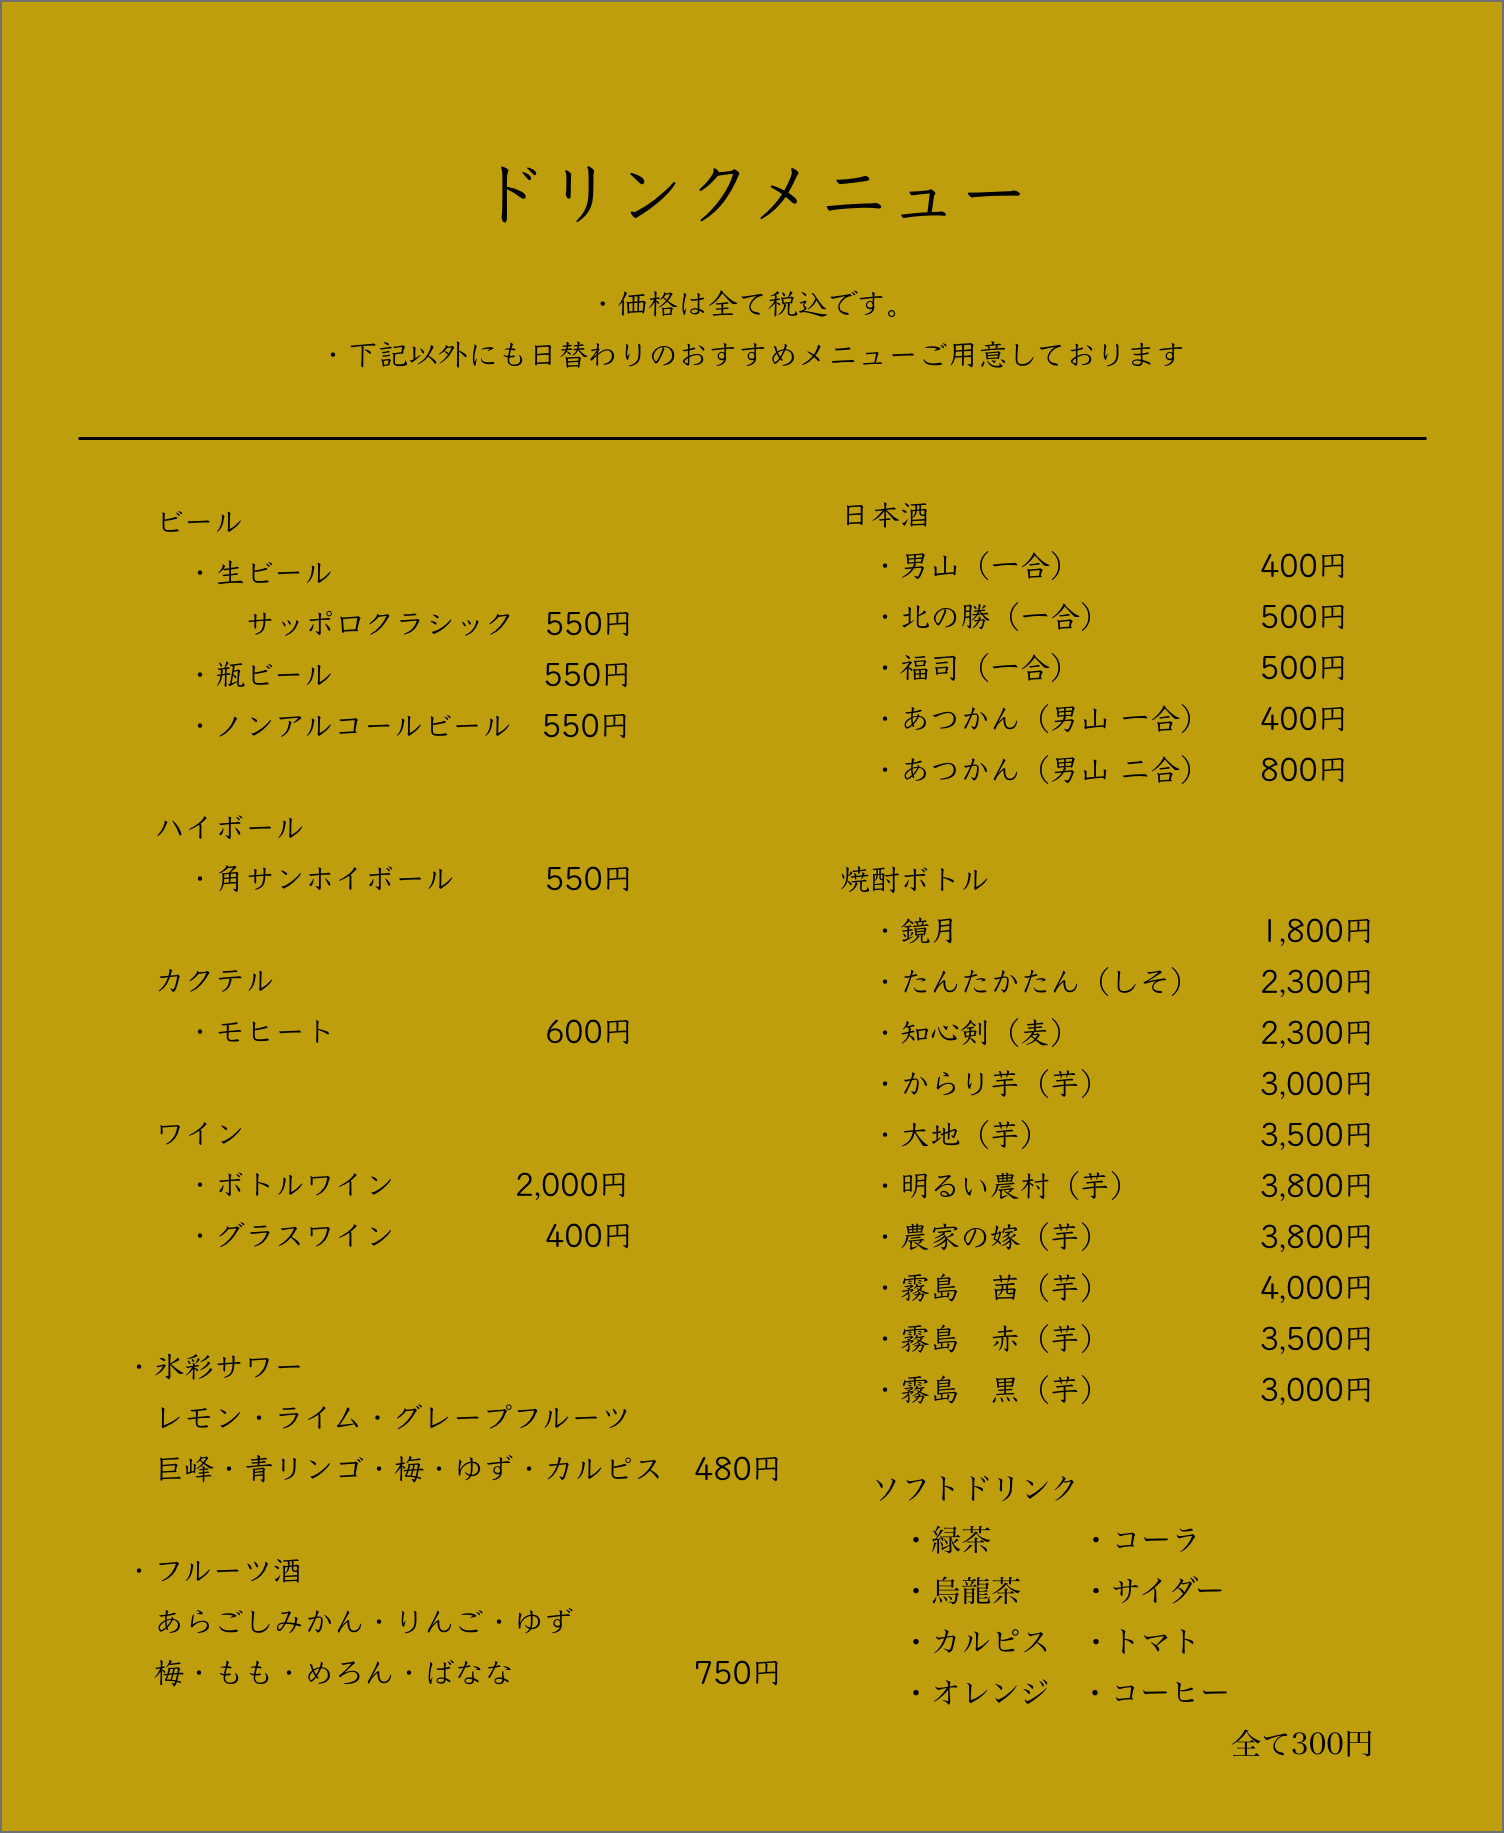 ドリンクメニュー
・価格は全て税込です。
・下記以外にも日替わりのおすすめメニューご用意しております
ビール
・生ビール
サッポロクラシック 550円
・瓶ビール 550円
・ノンアルコールビール 550円
ハイボール
・角サンホイボール 550円
カクテル
・モヒート 600円
ワイン
・ボトルワイン 2,000円
・グラスワイン 400円
・氷彩サワー
レモン・ライム・グレープフルーツ
巨峰・青リンゴ・梅・ゆず・カルピス 480円
・フルーツ酒
あらごしみかん・りんご・ゆず
梅・もも・めろん・ばなな 750円
日本酒
・男山（一合） 400円
・北の勝（一合） 500円
・福司（一合） 500円
・あつかん（男山 一合） 400円
・あつかん（男山 二合） 800円
焼酎ボトル
・鏡月 1,800円
・たんたかたん（しそ） 2,300円
・知心剣（麦） 2,300円
・からり芋（芋） 3,000円
・大地（芋） 3,500円
・明るい農村（芋） 3,800円
・農家の嫁（芋） 3,800円
・霧島　茜（芋） 4,000円
・霧島　赤（芋） 3,500円
・霧島　黒（芋） 3,000円
ソフトドリンク
・緑茶 ・コーラ
・烏龍茶 ・サイダー
・カルピス ・トマト
・オレンジ ・コーヒー
全て300円